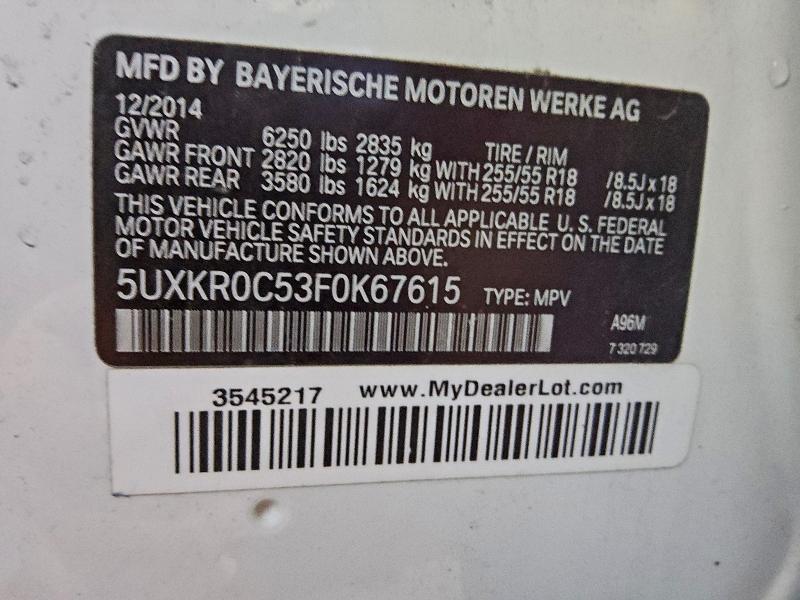 MFD BY BAYERISCHE MOTOREN WERKE AG
12/2014
GVWR 6250 lbs 2835 kg TIRE / RIM
GAWR FRONT 2820 lbs 1279 kg WITH 255/55 R18 /8.5J x 18
GAWR REAR 3580 lbs 1624 kg WITH 255/55 R18 /8.5J x 18
THIS VEHICLE CONFORMS TO ALL APPLICABLE U.S. FEDERAL
MOTOR VEHICLE SAFETY STANDARDS IN EFFECT ON THE DATE
OF MANUFACTURE SHOWN ABOVE.
5UXKR0C53F0K67615 TYPE: MPV
A96M
7 320 729
3545217 www.MyDealerLot.com